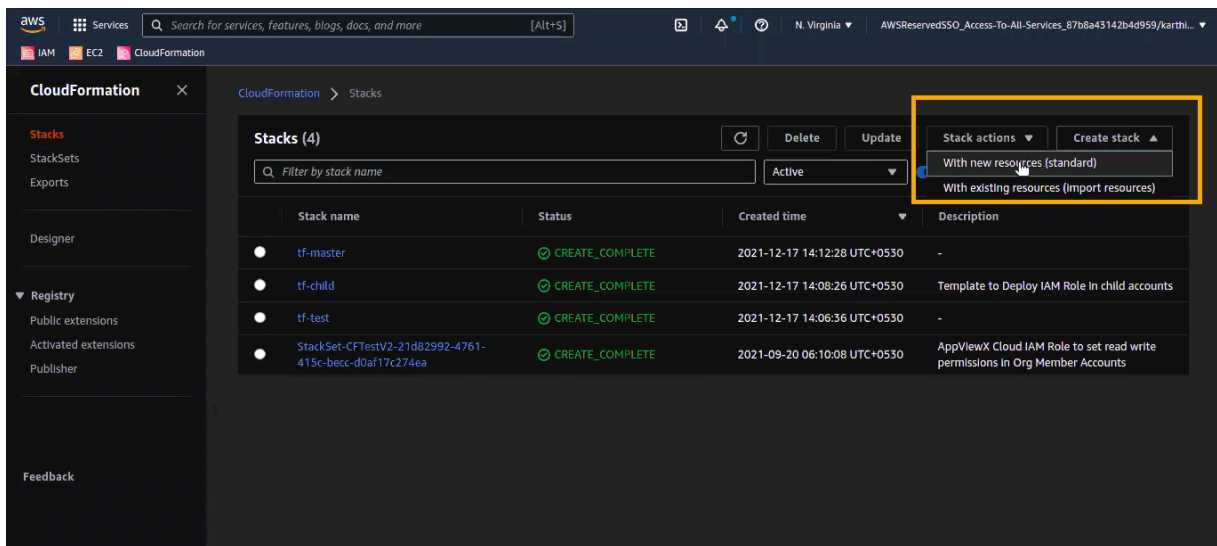 aws Services Search for services, features, blogs, docs, and more [Alt+S] N. Virginia ▼ AWSReservedSSO_Access-To-All-Services_87b8a43142b4d959/karthi... ▼
IAM EC2 CloudFormation
CloudFormation ×
Stacks
StackSets
Exports
Designer
▼ Registry
Public extensions
Activated extensions
Publisher
Feedback
CloudFormation > Stacks
Stacks (4) Delete Update Stack actions ▼ Create stack ▲
Filter by stack name Active ▼
With new resources (standard)
With existing resources (import resources)
Stack name Status Created time ▼ Description
tf-master CREATE_COMPLETE 2021-12-17 14:12:28 UTC+0530 -
tf-child CREATE_COMPLETE 2021-12-17 14:08:26 UTC+0530 Template to Deploy IAM Role in child accounts
tf-test CREATE_COMPLETE 2021-12-17 14:06:36 UTC+0530 -
StackSet-CFTestV2-21d82992-4761-
415c-becc-d0af17c274ea
CREATE_COMPLETE 2021-09-20 06:10:08 UTC+0530
AppViewX Cloud IAM Role to set read write
permissions in Org Member Accounts